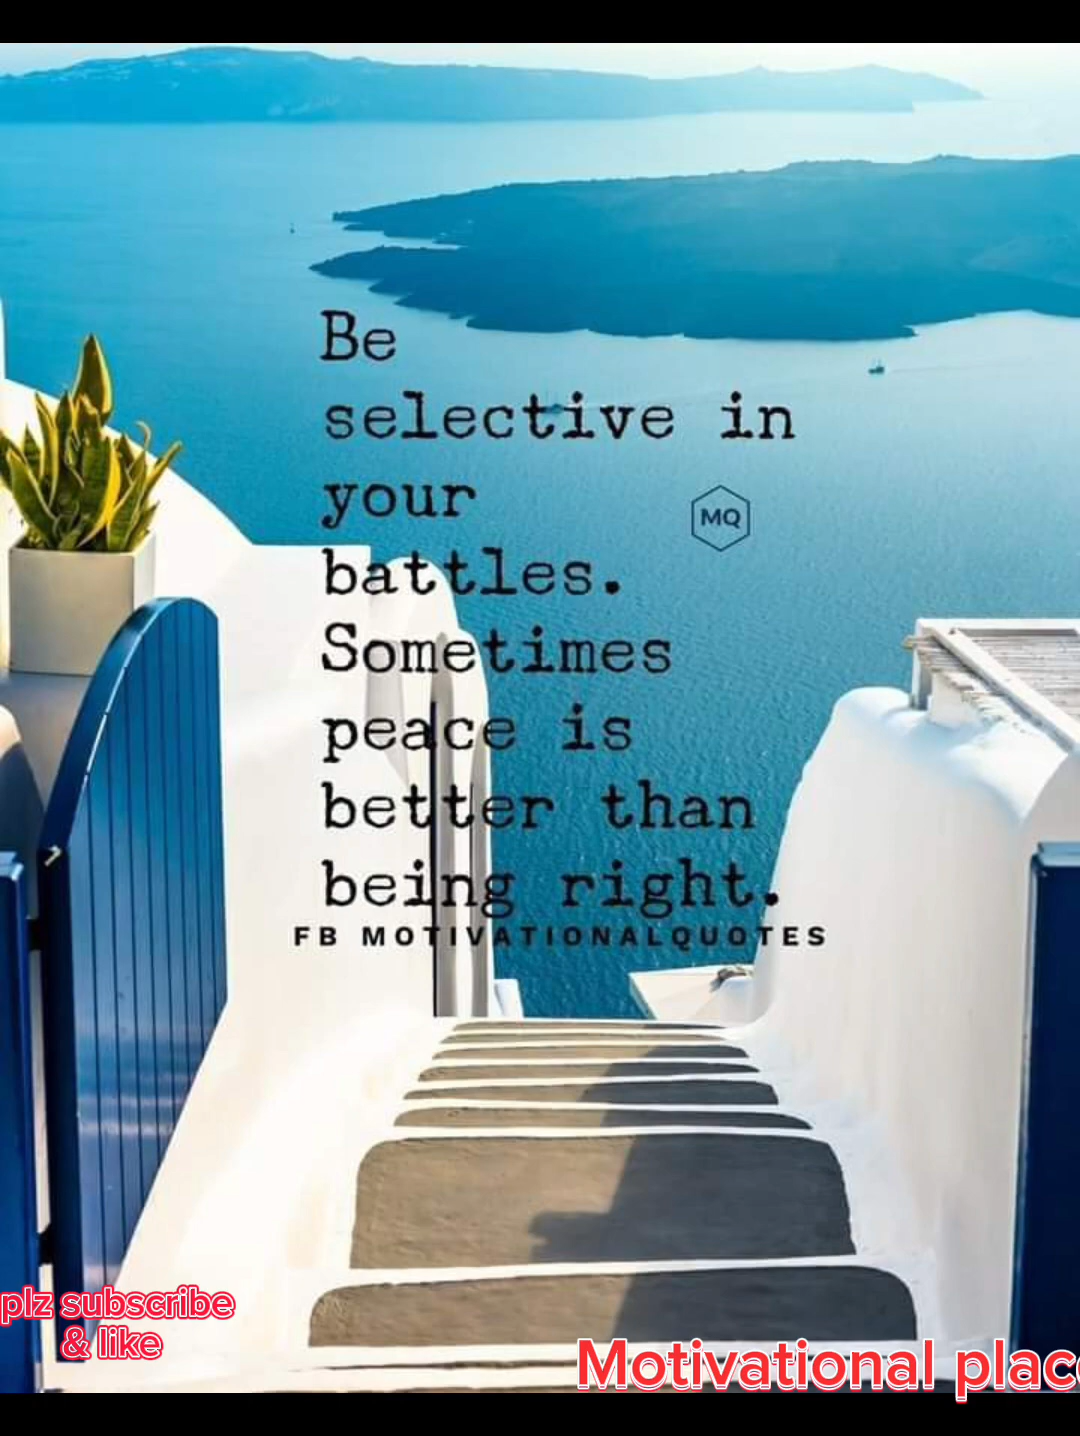 Be
selective in
your
MQ
battles.
Sometimes
peace is
better than
being right.
FB MOTIVATIONALQUOTES
plz subscribe
& like
Motivational place